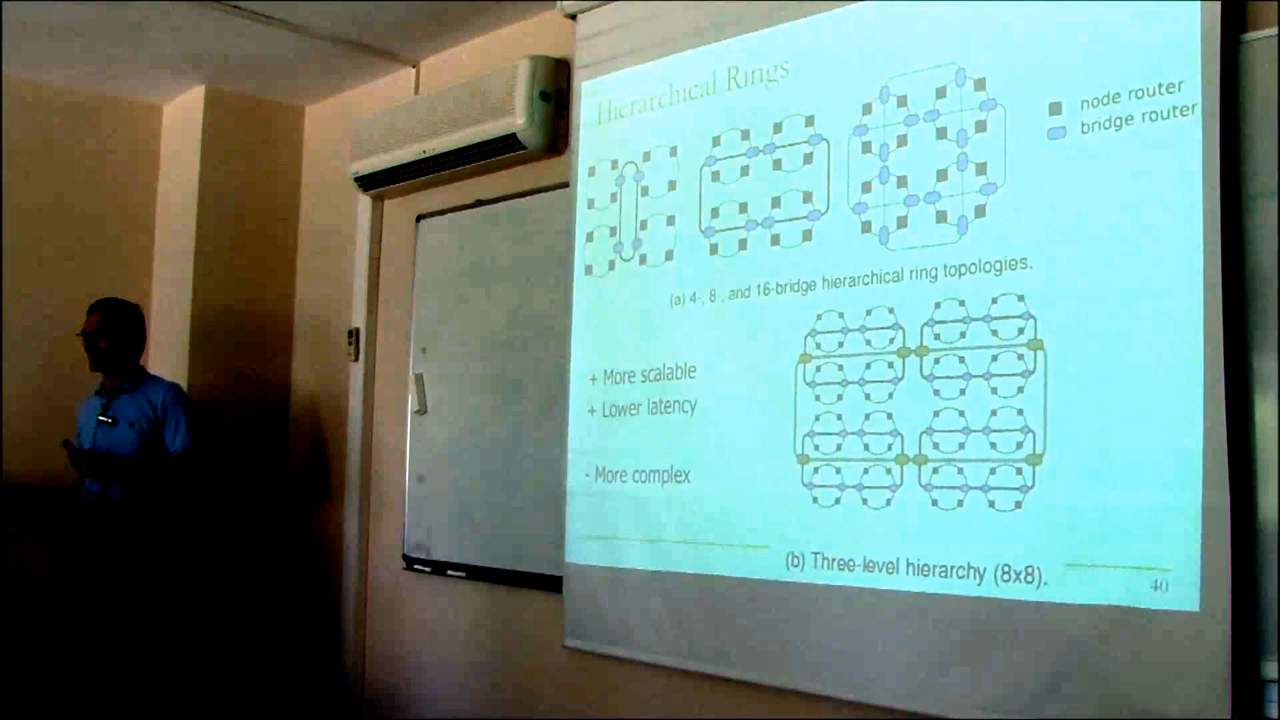 Hierarchical Rings
node router
bridge router
(a) 4-, 8-, and 16-bridge hierarchical ring topologies.
+ More scalable
+ Lower latency
- More complex
(b) Three-level hierarchy (8x8).
40